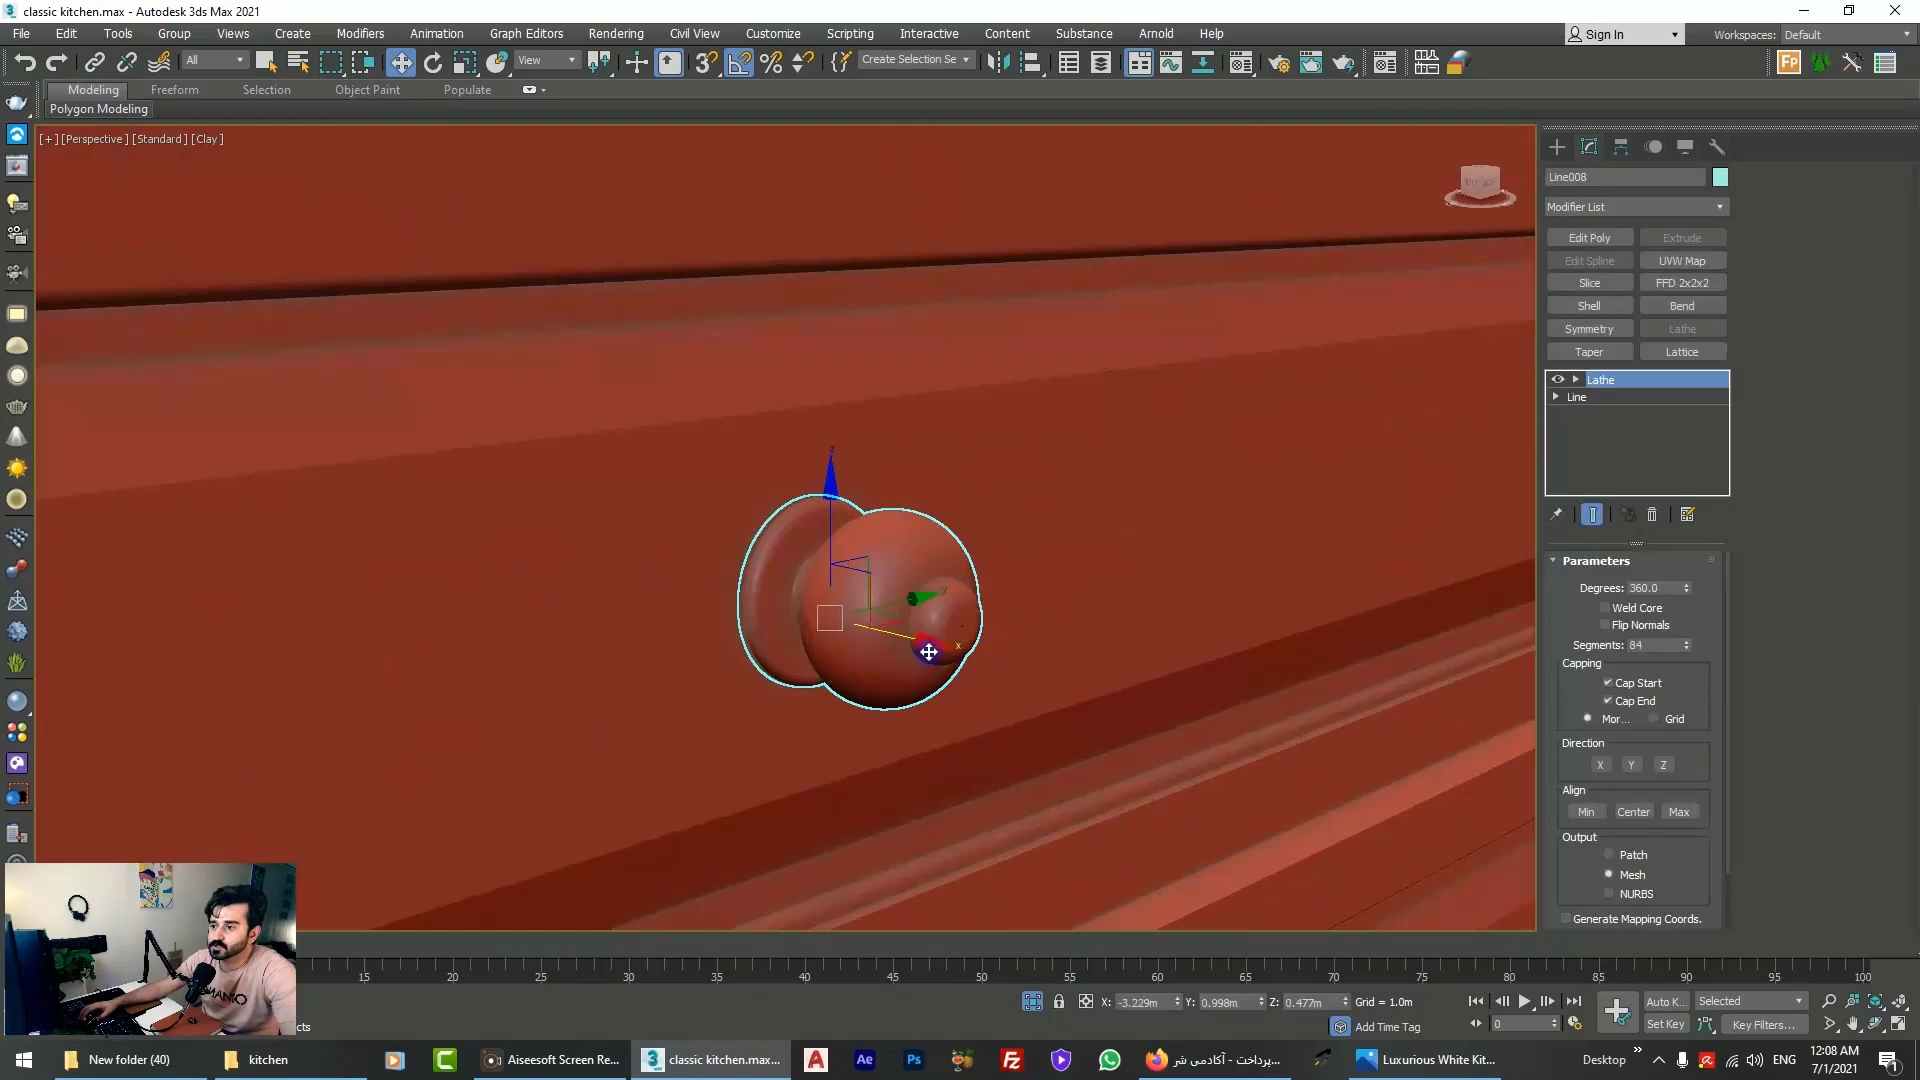 classic kitchen.max - Autodesk 3ds Max 2021
File Edit Tools Group Views Create Modifiers Animation Graph Editors Rendering Civil View Customize Scripting Interactive Content Substance Arnold Help
Sign In
Workspaces: Default
All
View
Create Selection Se
Modeling Freeform Selection Object Paint Populate
Polygon Modeling
[+] [Perspective ] [Standard ] [Clay ]
Line008
Modifier List
Edit Poly Extrude
Edit Spline UVW Map
Slice FFD 2x2x2
Shell Bend
Symmetry Lathe
Taper Lattice
Lathe
Line
z
y
x
Parameters
Degrees: 360.0
Weld Core
Flip Normals
Segments: 84
Capping
Cap Start
Cap End
Mor... Grid
Direction
X Y Z
Align
Min Center Max
Output
Patch
Mesh
NURBS
Generate Mapping Coords.
15 20 25 30 35 40 45 50 55 60 65 70 75 80 85 90 95 100
X: -3.229m Y: 0.998m Z: 0.477m Grid = 1.0m
Auto K... Selected
cts
Add Time Tag
0
Set Key Key Filters...
New folder (40)
kitchen
Aiseesoft Screen Re...
classic kitchen.max...
پرداخت - آکادمی شر...
Luxurious White Kit...
Desktop
ENG
12:08 AM
7/1/2021